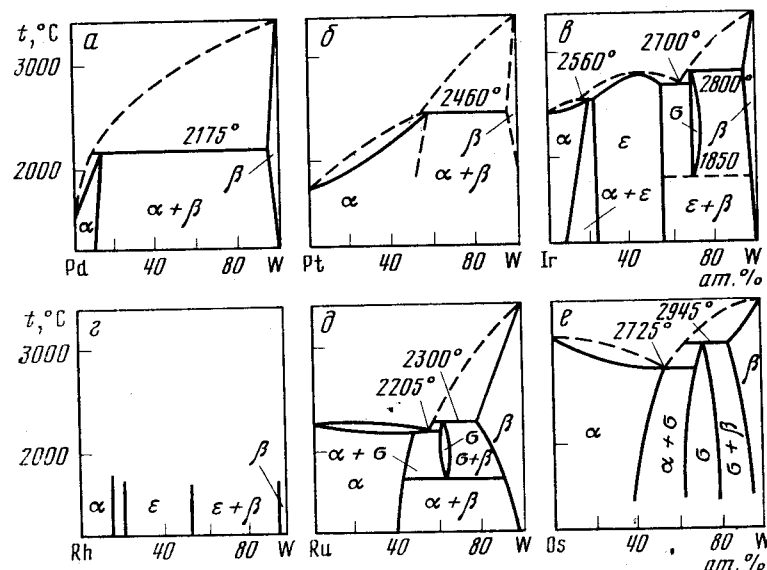 t,°C
а
3000
2175°
2000
β
α
α + β
Pd
40
80
W
б
2460°
β
α + β
α
Pt
40
80
W
в
2700°
2560°
2800°
б
α
ε
β
1850
α + ε
ε + β
Ir
40
80
W
ат.%
t,°C
г
3000
2000
β
α
ε
ε + β
Rh
40
80
W
д
2300°
2205°
β
б
α + б
б + β
α
α + β
Ru
40
80
W
е
2945°
2725°
β
α
α + б
б
б + β
Os
40
80
W
ат.%